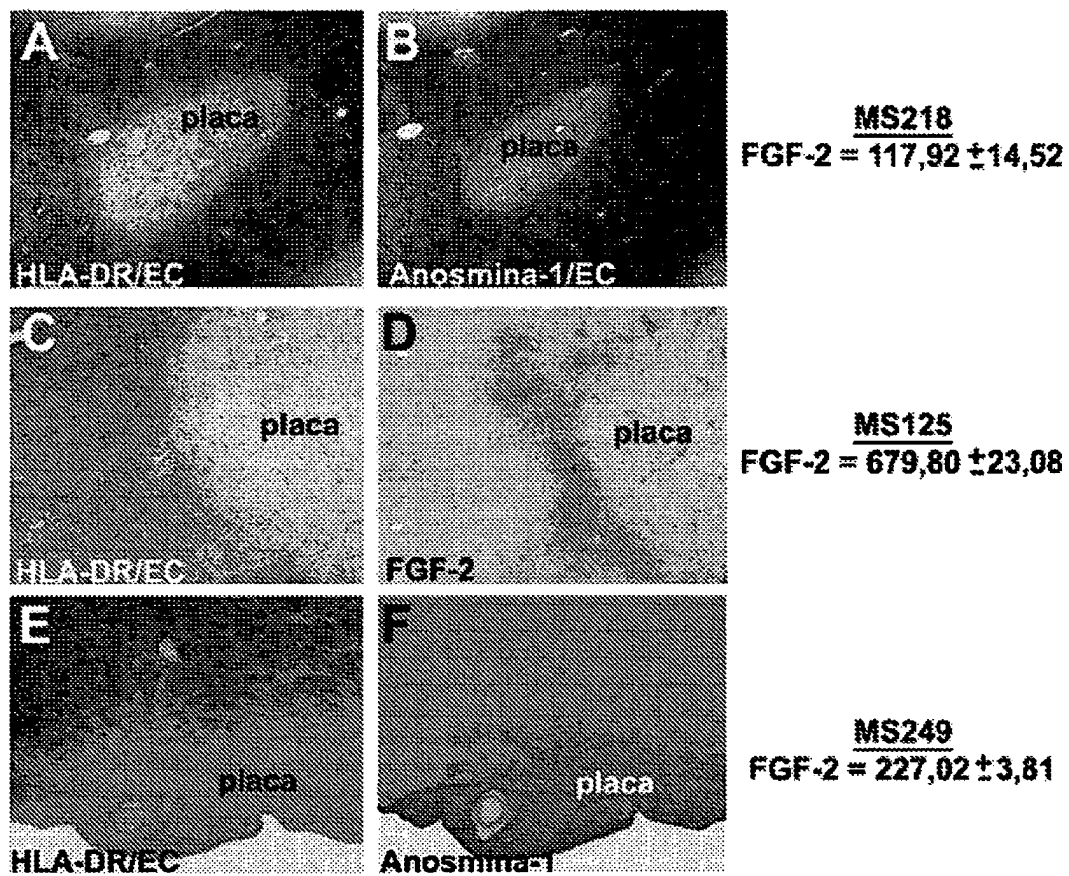 A
placa
HLA-DR/EC
B
placa
Anosmina-1/EC
MS218
FGF-2 = 117,92 ±14,52
C
placa
HLA-DR/EC
D
placa
FGF-2
MS125
FGF-2 = 679,80 ±23,08
E
placa
HLA-DR/EC
F
placa
Anosmina-1
MS249
FGF-2 = 227,02 ±3,81